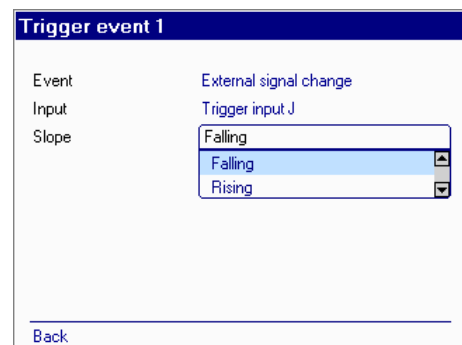 Trigger event 1
Event External signal change
Input Trigger input J
Slope Falling
Falling
Rising
Back